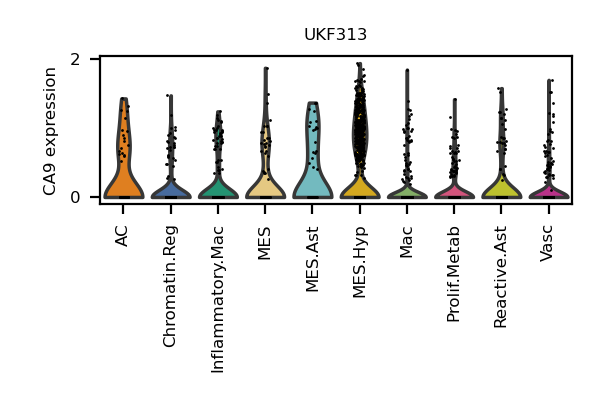 UKF313
CA9 expression
2
0
AC
Chromatin.Reg
Inflammatory.Mac
MES
MES.Ast
MES.Hyp
Mac
Prolif.Metab
Reactive.Ast
Vasc